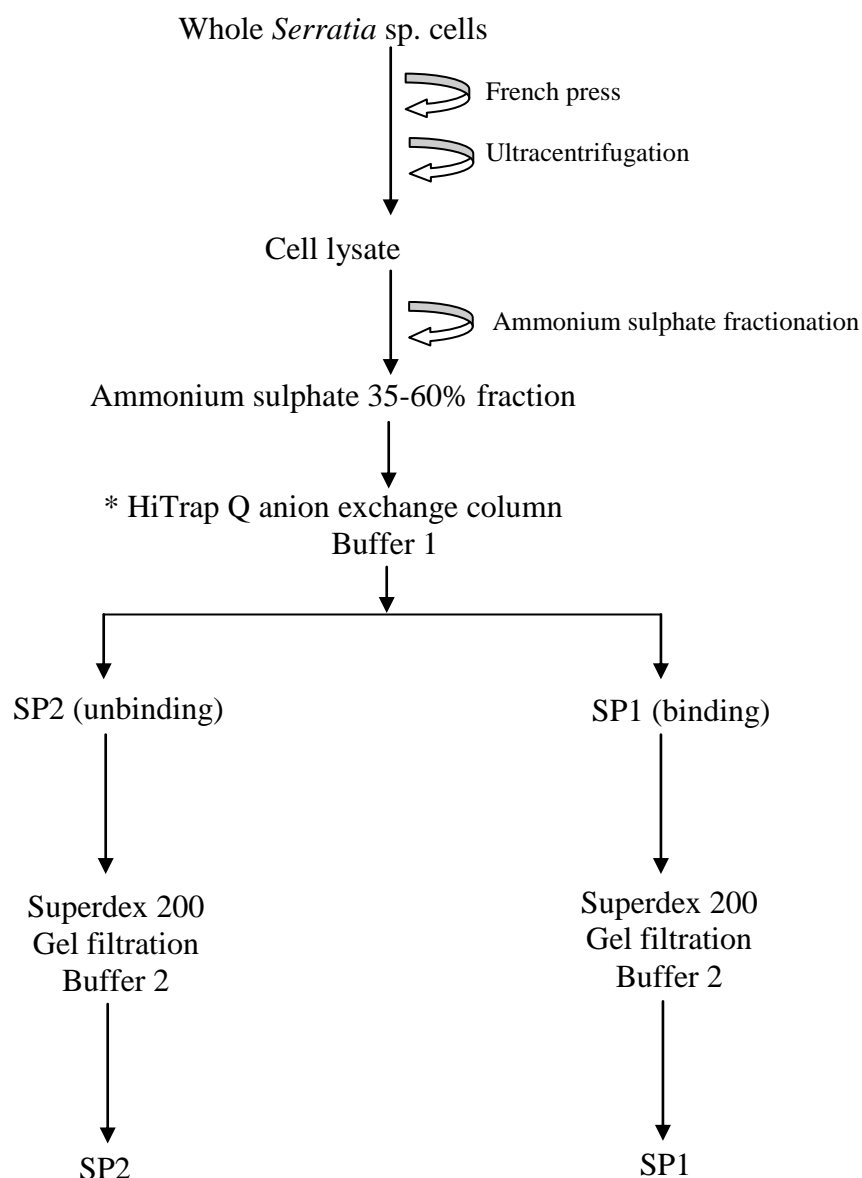 Whole Serratia sp. cells
French press
Ultracentrifugation
Cell lysate
Ammonium sulphate fractionation
Ammonium sulphate 35-60% fraction
* HiTrap Q anion exchange column
Buffer 1
SP2 (unbinding)
SP1 (binding)
Superdex 200
Gel filtration
Buffer 2
Superdex 200
Gel filtration
Buffer 2
SP2
SP1